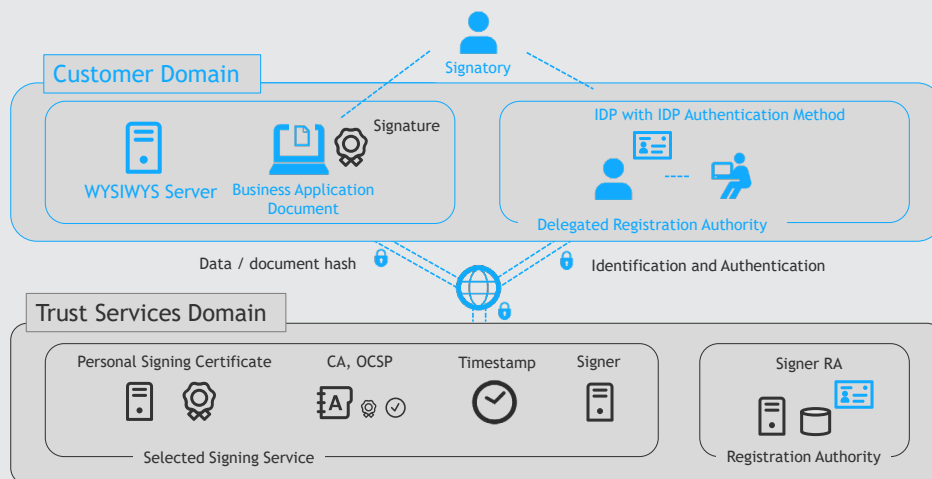 Signatory
Customer Domain
WYSIWYS Server
Signature
Business Application
Document
IDP with IDP Authentication Method
Delegated Registration Authority
Data / document hash
Identification and Authentication
Trust Services Domain
Personal Signing Certificate
CA, OCSP
A
Timestamp
Signer
Selected Signing Service
Signer RA
Registration Authority